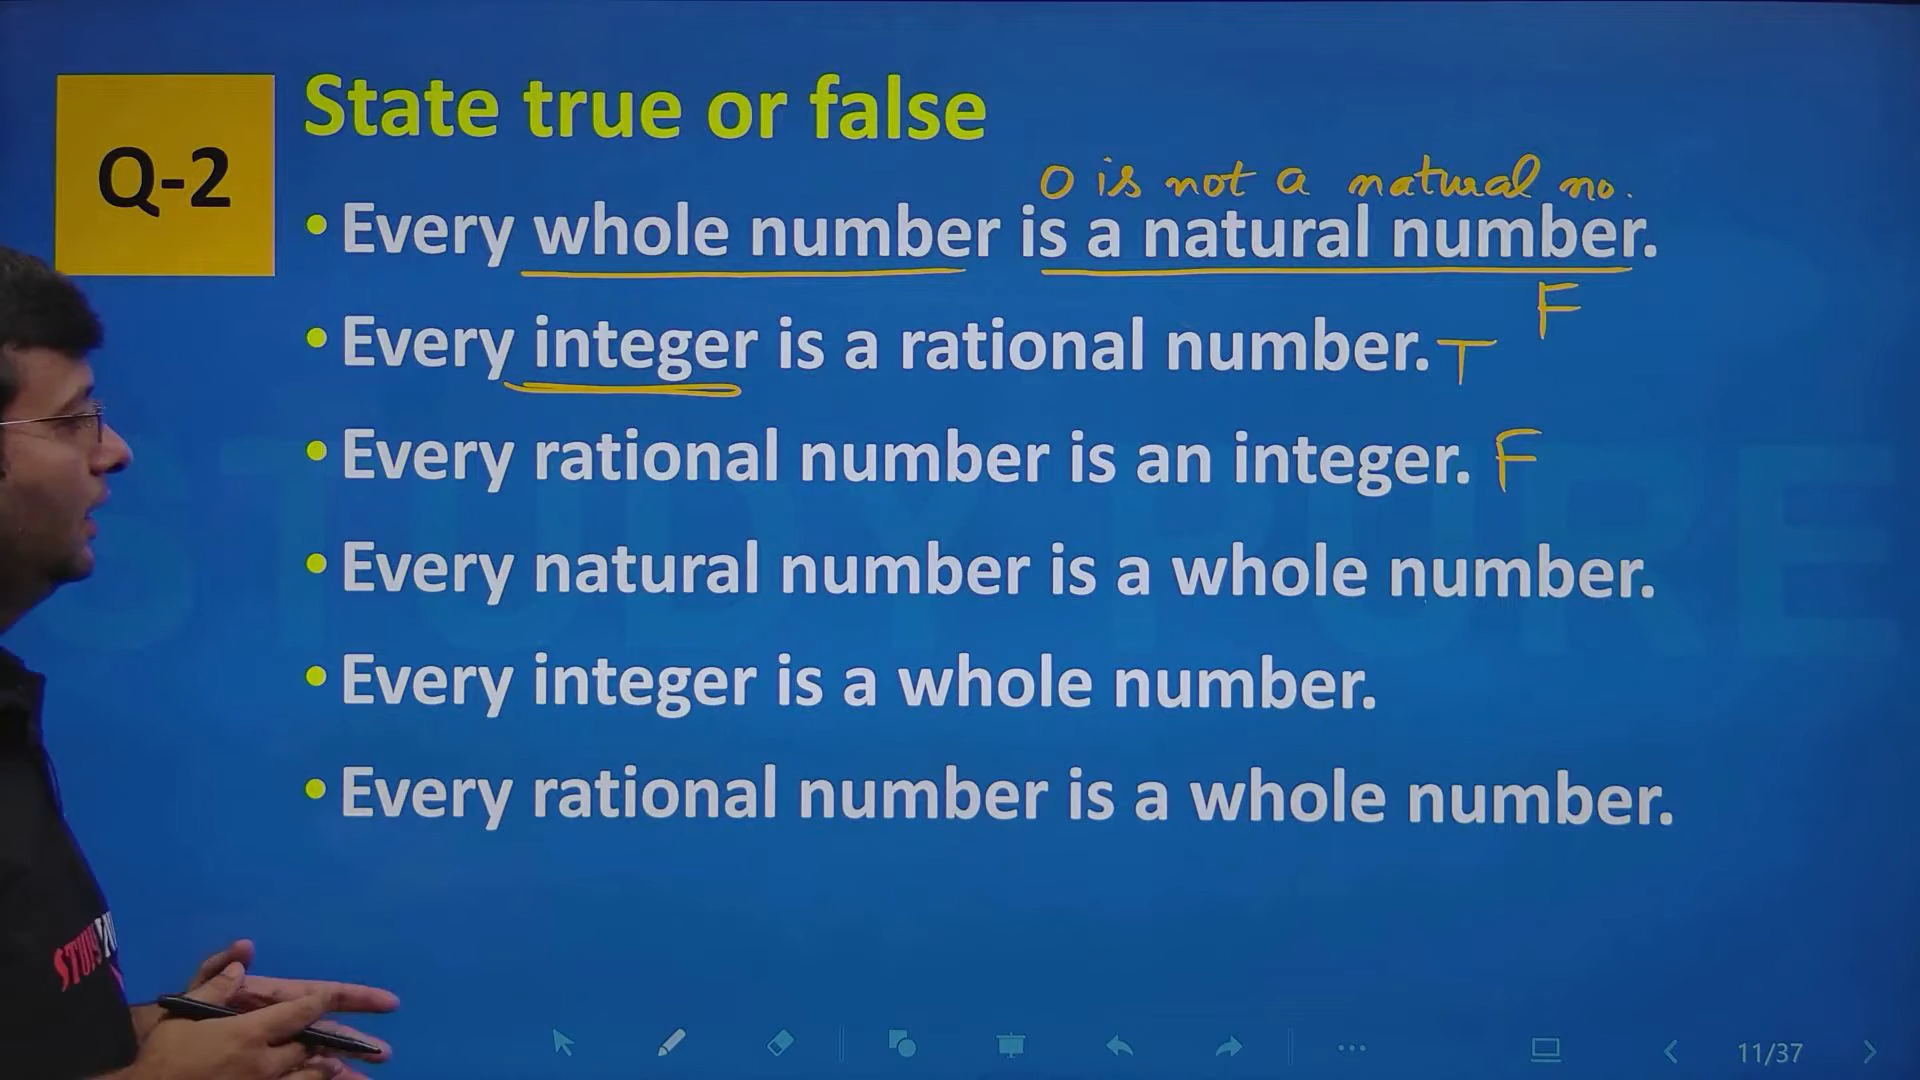 Q-2
State true or false
0 is not a natural no.
• Every whole number is a natural number.
F
• Every integer is a rational number. T
• Every rational number is an integer. F
• Every natural number is a whole number.
• Every integer is a whole number.
• Every rational number is a whole number.
STUDY PURE
11/37